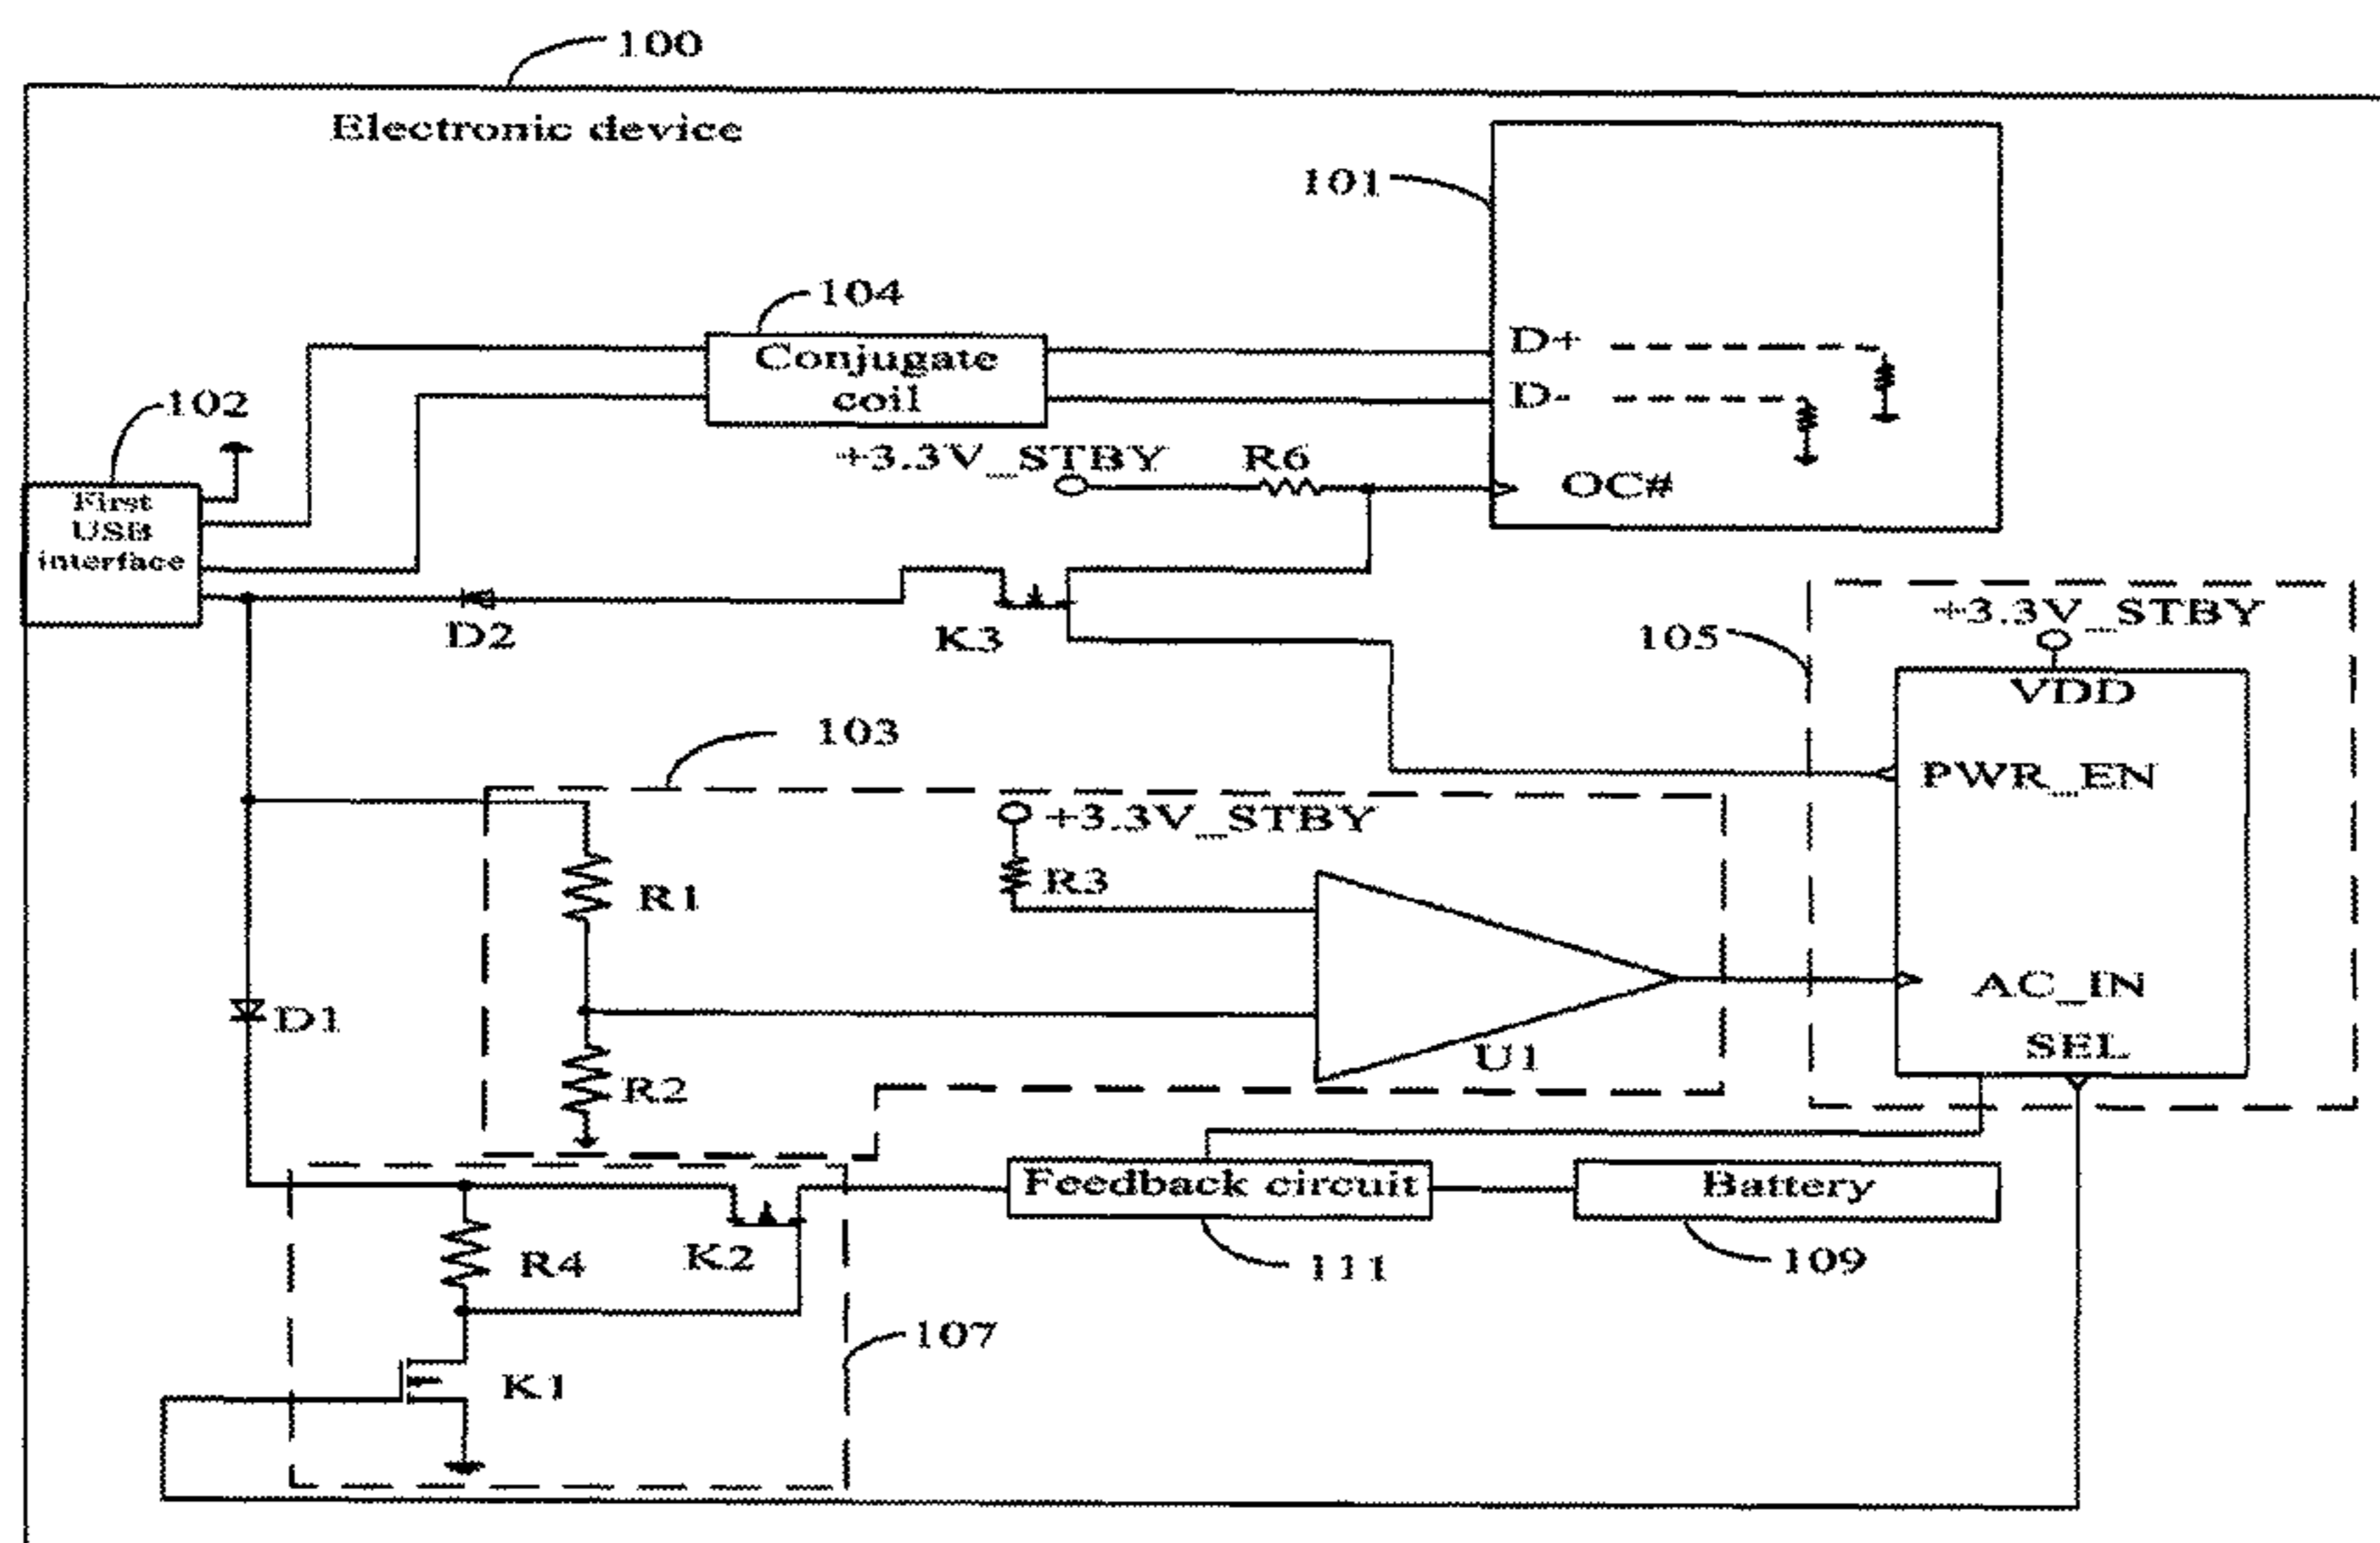 100
Electronic device
101
104
Conjugate
coil
D+
D-
102
+3.3V_STBY
R6
OC#
First
USB
interface
D2
K3
105
+3.3V_STBY
VDD
103
PWR_EN
+3.3V_STBY
R1
R3
D1
AC_IN
U1
SEL
R2
Feedback circuit
Battery
R4
K2
111
109
107
K1